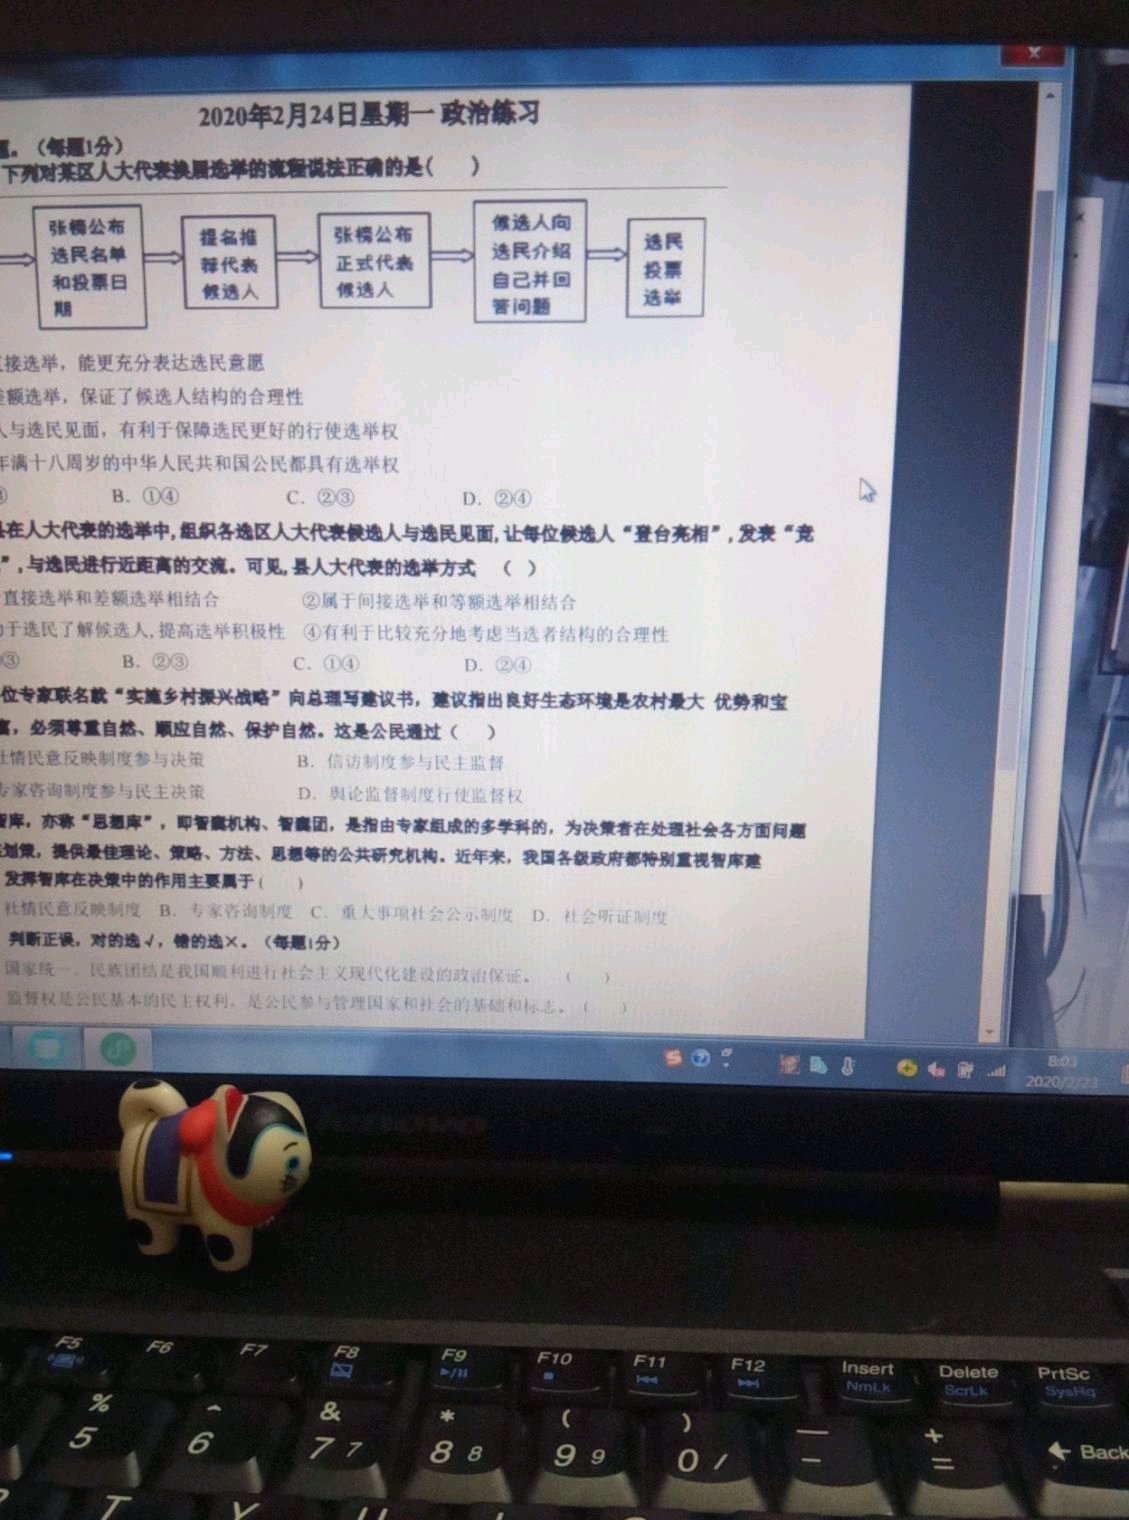 2020年2月24日星期一 政治练习
题。（每题1分）
下列对某区人大代表换届选举的流程说法正确的是(　　)
张榜公布选民名单和投票日期
提名推荐代表候选人
张榜公布正式代表候选人
候选人向选民介绍自己并回答问题
选民投票选举
接选举，能更充分表达选民意愿
额选举，保证了候选人结构的合理性
人与选民见面，有利于保障选民更好的行使选举权
年满十八周岁的中华人民共和国公民都具有选举权
B. ①④　C. ②③　D. ②④
在人大代表的选举中,组织各选区人大代表候选人与选民见面,让每位候选人“登台亮相”,发表“竞
”,与选民进行近距离的交流。可见,县人大代表的选举方式　（　）
直接选举和差额选举相结合　②属于间接选举和等额选举相结合
于选民了解候选人,提高选举积极性　④有利于比较充分地考虑当选者结构的合理性
③　B. ②③　C. ①④　D. ②④
位专家联名就“实施乡村振兴战略”向总理写建议书，建议指出良好生态环境是农村最大 优势和宝
富，必须尊重自然、顺应自然、保护自然。这是公民通过（　　）
社情民意反映制度参与决策　B. 信访制度参与民主监督
专家咨询制度参与民主决策　D. 舆论监督制度行使监督权
智库，亦称“思想库”，即智囊机构、智囊团，是指由专家组成的多学科的，为决策者在处理社会各方面问题
划策，提供最佳理论、策略、方法、思想等的公共研究机构。近年来，我国各级政府都特别重视智库建
发挥智库在决策中的作用主要属于(　　)
社情民意反映制度　B. 专家咨询制度　C. 重大事项社会公示制度　D. 社会听证制度
判断正误，对的选√，错的选×。（每题1分）
国家统一、民族团结是我国顺利进行社会主义现代化建设的政治保证。　（　　）
监督权是公民基本的民主权利，是公民参与管理国家和社会的基础和标志。（　　）
8:03
2020/2/23
lenovo
F5 F6 F7 F8 F9 F10 F11 F12 Insert Delete PrtSc
NmLk ScrLk SysRq
% ^ & * ( ) — +
5 6 7 7 8 8 9 9 0 / - = Back
T Y U